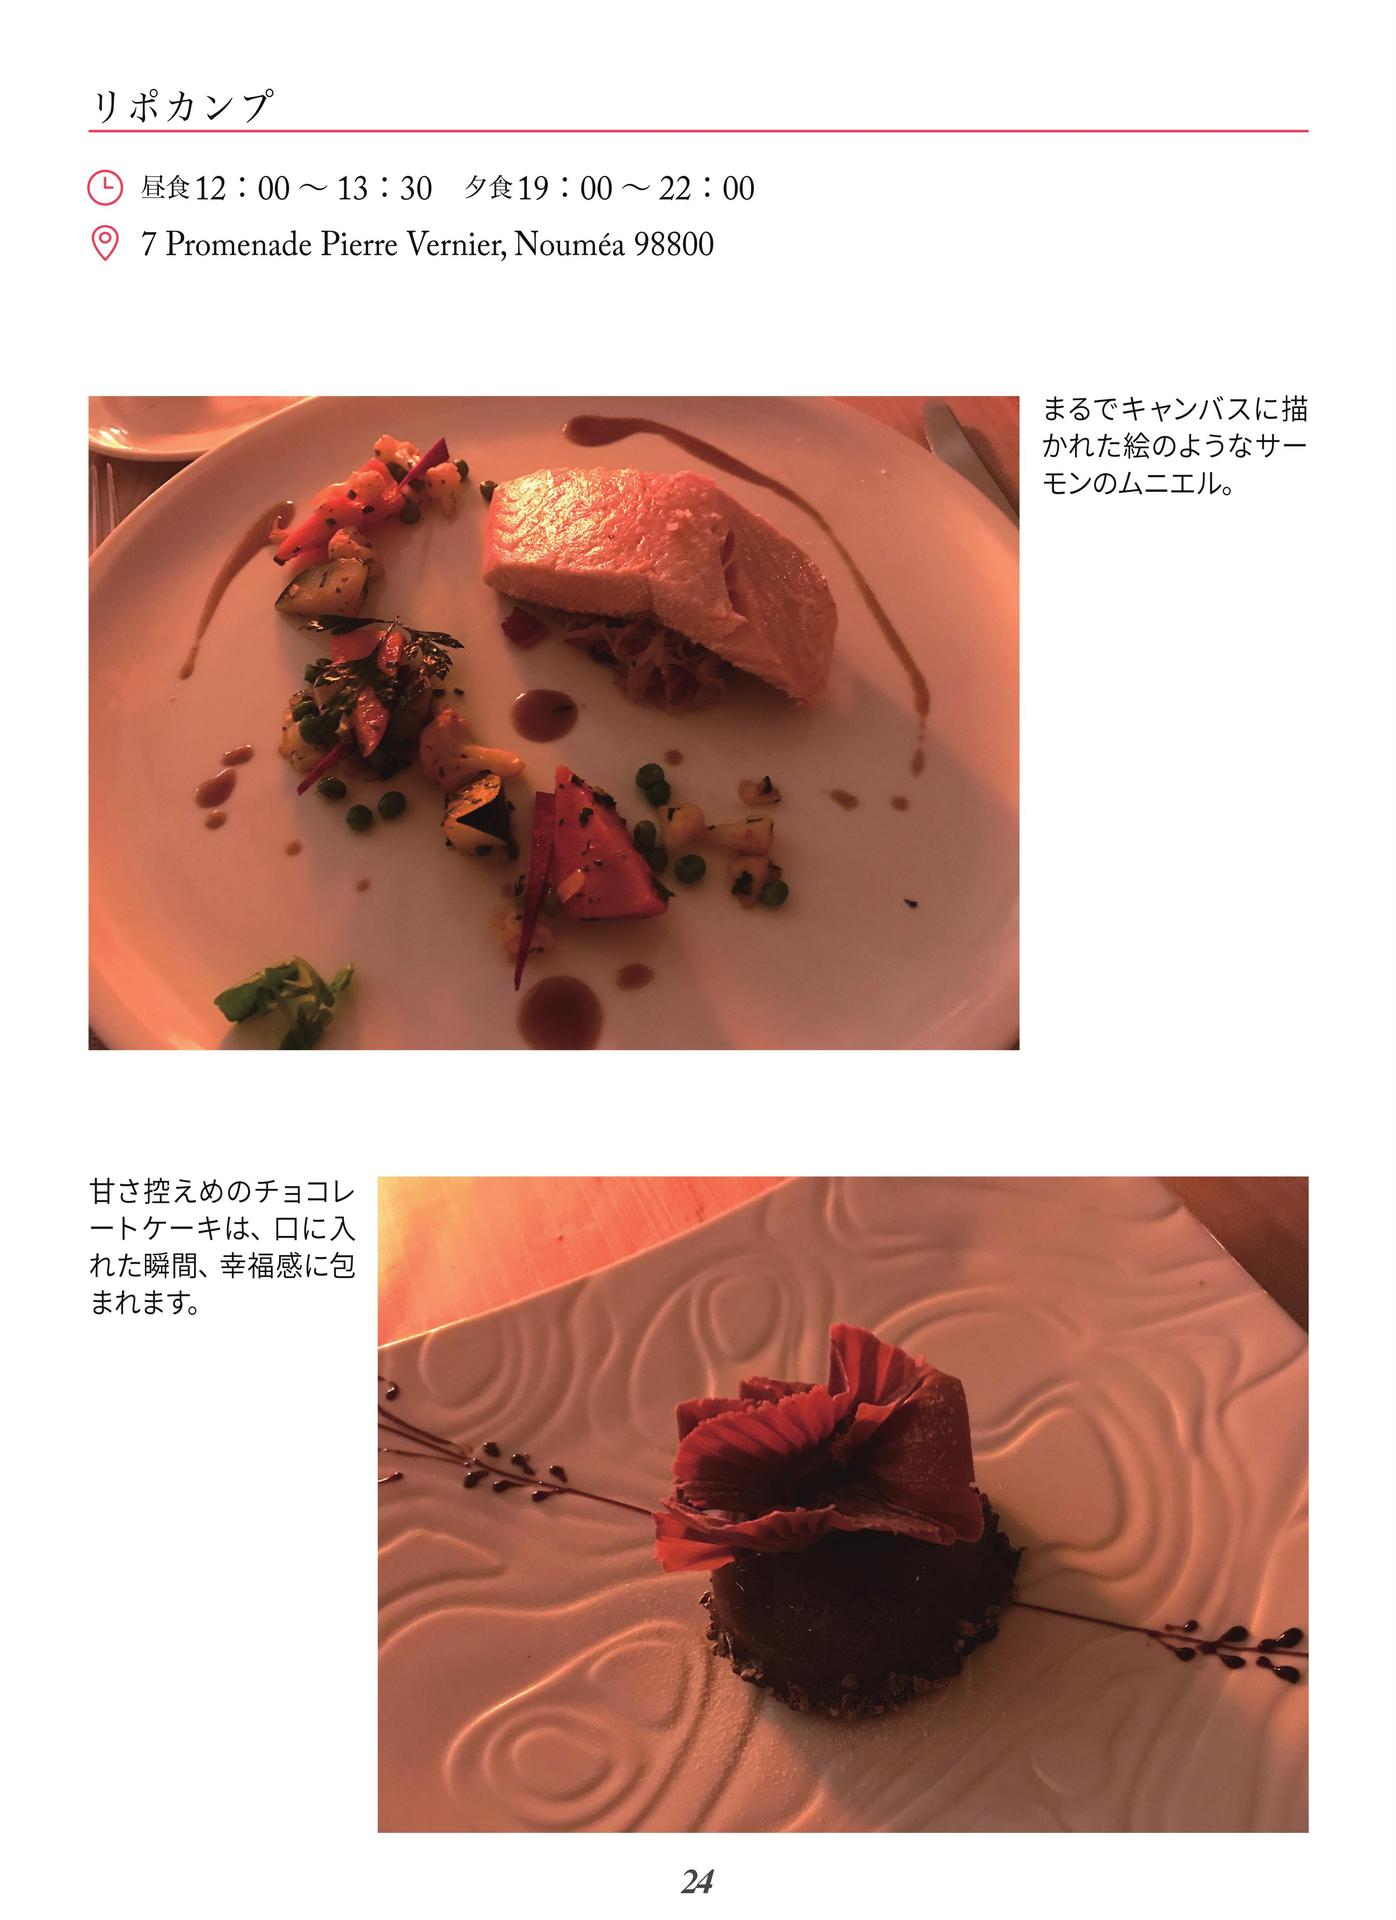 リポカンプ
昼食12：00 〜 13：30　夕食19：00 〜 22：00
7 Promenade Pierre Vernier, Nouméa 98800
まるでキャンバスに描
かれた絵のようなサー
モンのムニエル。
甘さ控えめのチョコレ
ートケーキは、口に入
れた瞬間、幸福感に包
まれます。
24